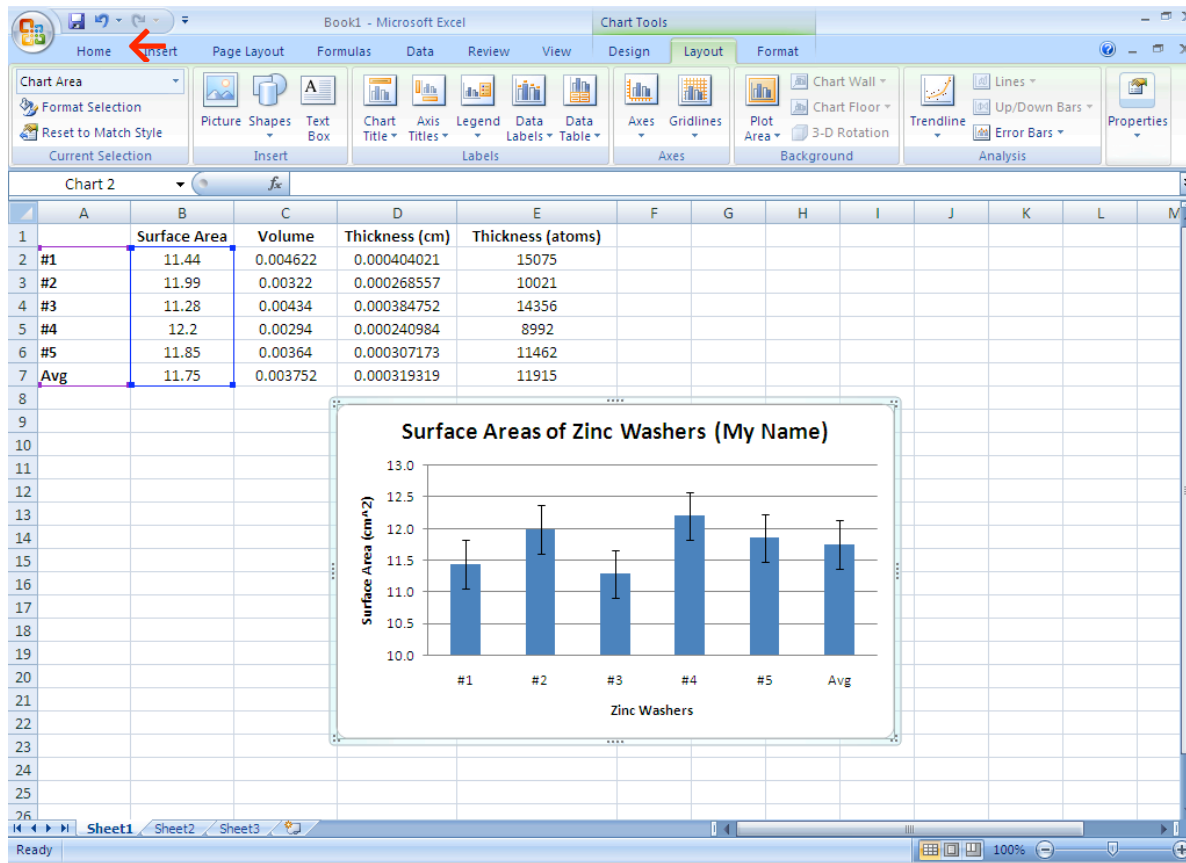 Book1 - Microsoft Excel Chart Tools
Home Insert Page Layout Formulas Data Review View Design Layout Format
Chart Area
Format Selection
Reset to Match Style
Current Selection
Picture Shapes Text Box
Insert
Chart Title Axis Titles Legend Data Labels Data Table
Labels
Axes Gridlines
Axes
Plot Area Chart Wall
Chart Floor
3-D Rotation
Background
Trendline Lines
Up/Down Bars
Error Bars
Analysis
Properties
Chart 2 fx
A B C D E F G H I J K L M
1 Surface Area Volume Thickness (cm) Thickness (atoms)
2 #1 11.44 0.004622 0.000404021 15075
3 #2 11.99 0.00322 0.000268557 10021
4 #3 11.28 0.00434 0.000384752 14356
5 #4 12.2 0.00294 0.000240984 8992
6 #5 11.85 0.00364 0.000307173 11462
7 Avg 11.75 0.003752 0.000319319 11915
8
9
10
11
12
13
14
15
16
17
18
19
20
21
22
23
24
25
26
Surface Areas of Zinc Washers (My Name)
Surface Area (cm^2)
13.0
12.5
12.0
11.5
11.0
10.5
10.0
#1 #2 #3 #4 #5 Avg
Zinc Washers
Sheet1 Sheet2 Sheet3
Ready 100%